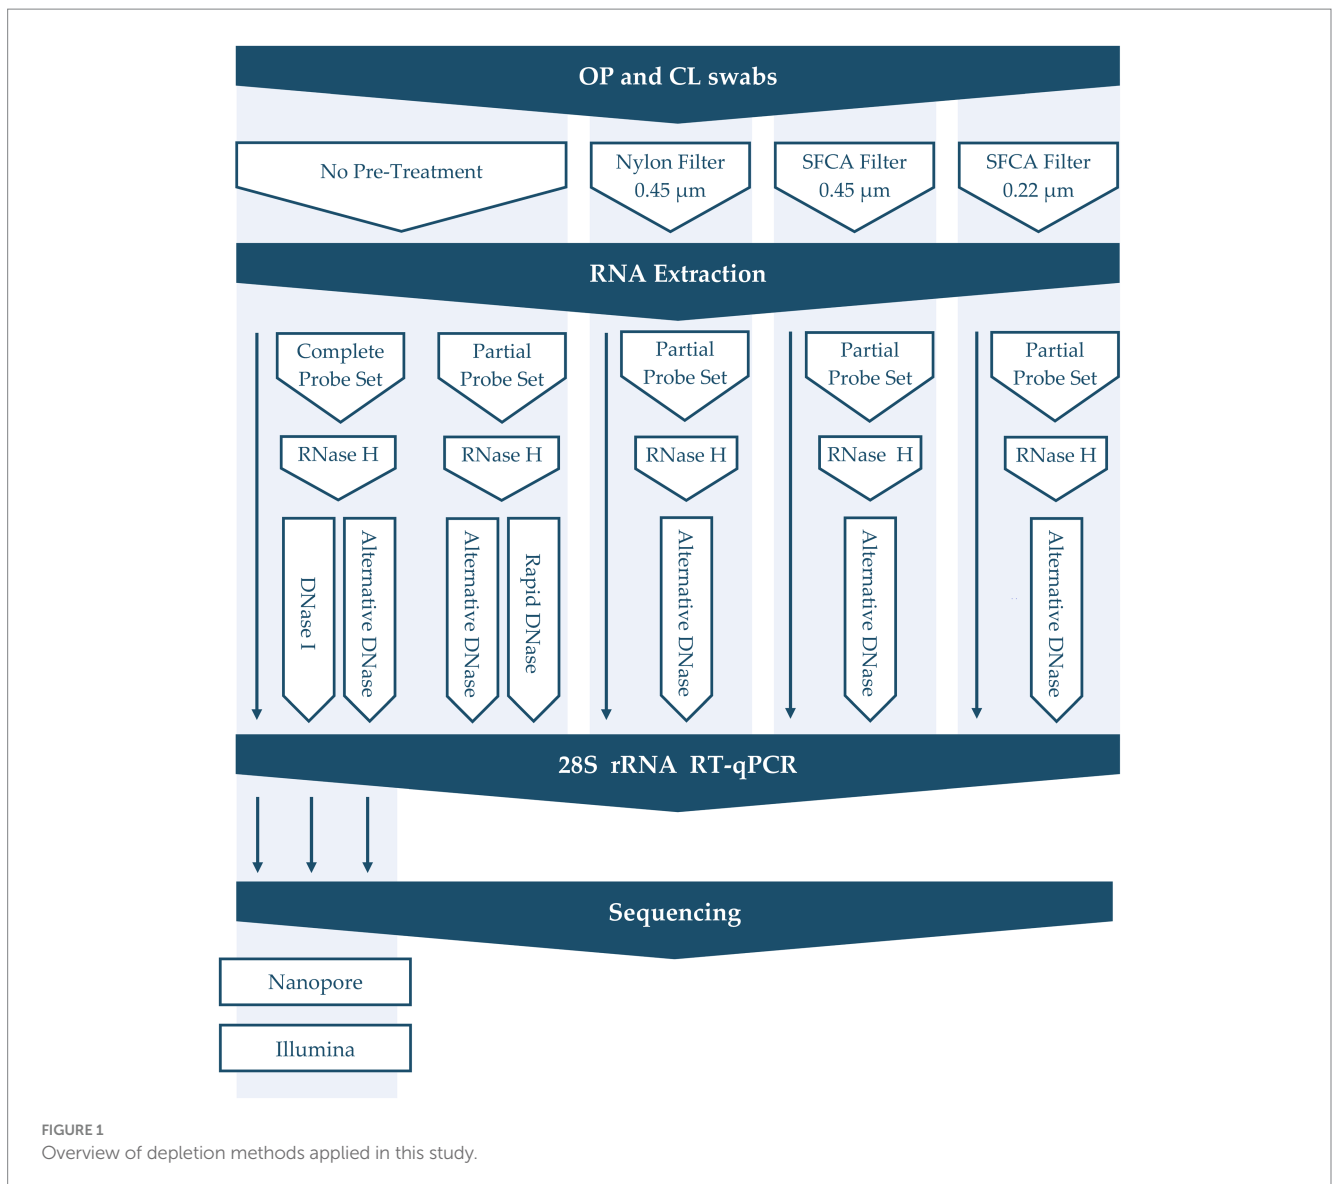 OP and CL swabs
No Pre-Treatment
Nylon Filter
0.45 μm
SFCA Filter
0.45 μm
SFCA Filter
0.22 μm
RNA Extraction
Complete
Probe Set
Partial
Probe Set
Partial
Probe Set
Partial
Probe Set
Partial
Probe Set
RNase H
RNase H
RNase H
RNase H
RNase H
DNase I
Alternative DNase
Alternative DNase
Rapid DNase
Alternative DNase
Alternative DNase
Alternative DNase
28S rRNA RT-qPCR
Sequencing
Nanopore
Illumina
FIGURE 1
Overview of depletion methods applied in this study.